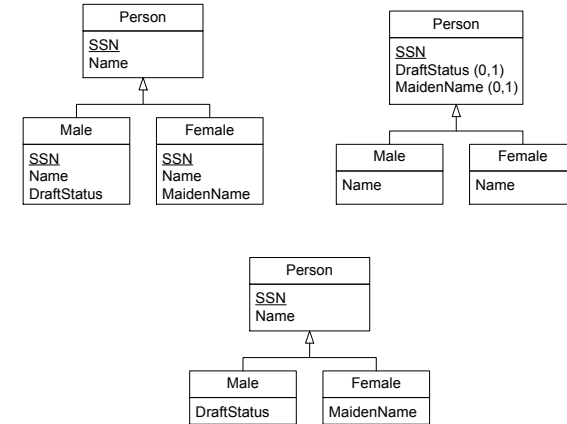 Person
SSN
Name
Male
SSN
Name
DraftStatus
Female
SSN
Name
MaidenName
Person
SSN
DraftStatus (0,1)
MaidenName (0,1)
Male
Name
Female
Name
Person
SSN
Name
Male
DraftStatus
Female
MaidenName